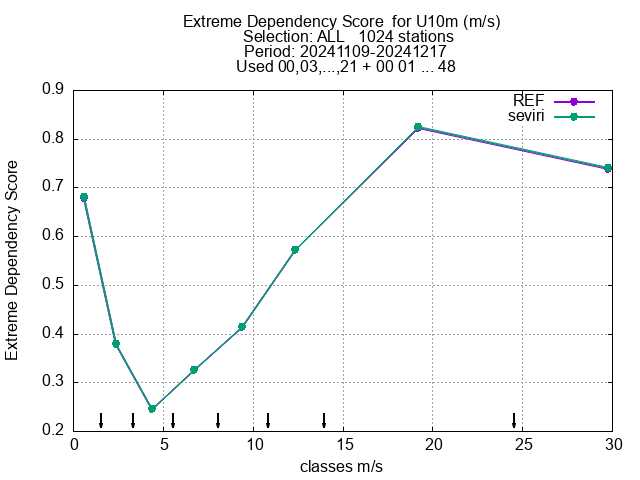 Extreme Dependency Score  for U10m (m/s)
Selection: ALL   1024 stations
Period: 20241109-20241217
Used 00,03,...,21 + 00 01 ... 48
REF
seviri
0.9
0.8
0.7
0.6
0.5
0.4
0.3
0.2
Extreme Dependency Score
0 5 10 15 20 25 30
classes m/s